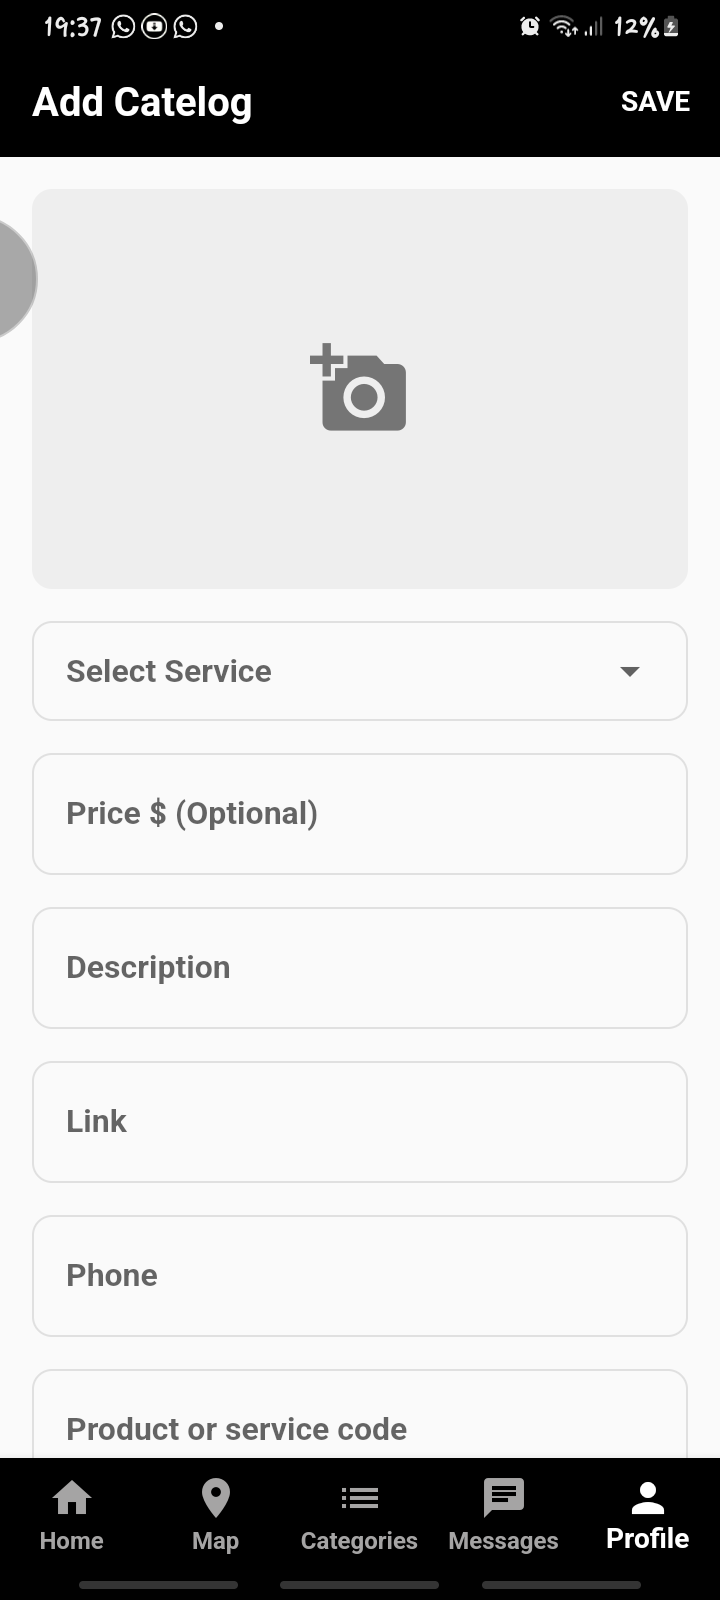 19:37 12%
Add Catelog SAVE
Select Service
Price $ (Optional)
Description
Link
Phone
Product or service code
Home Map Categories Messages Profile